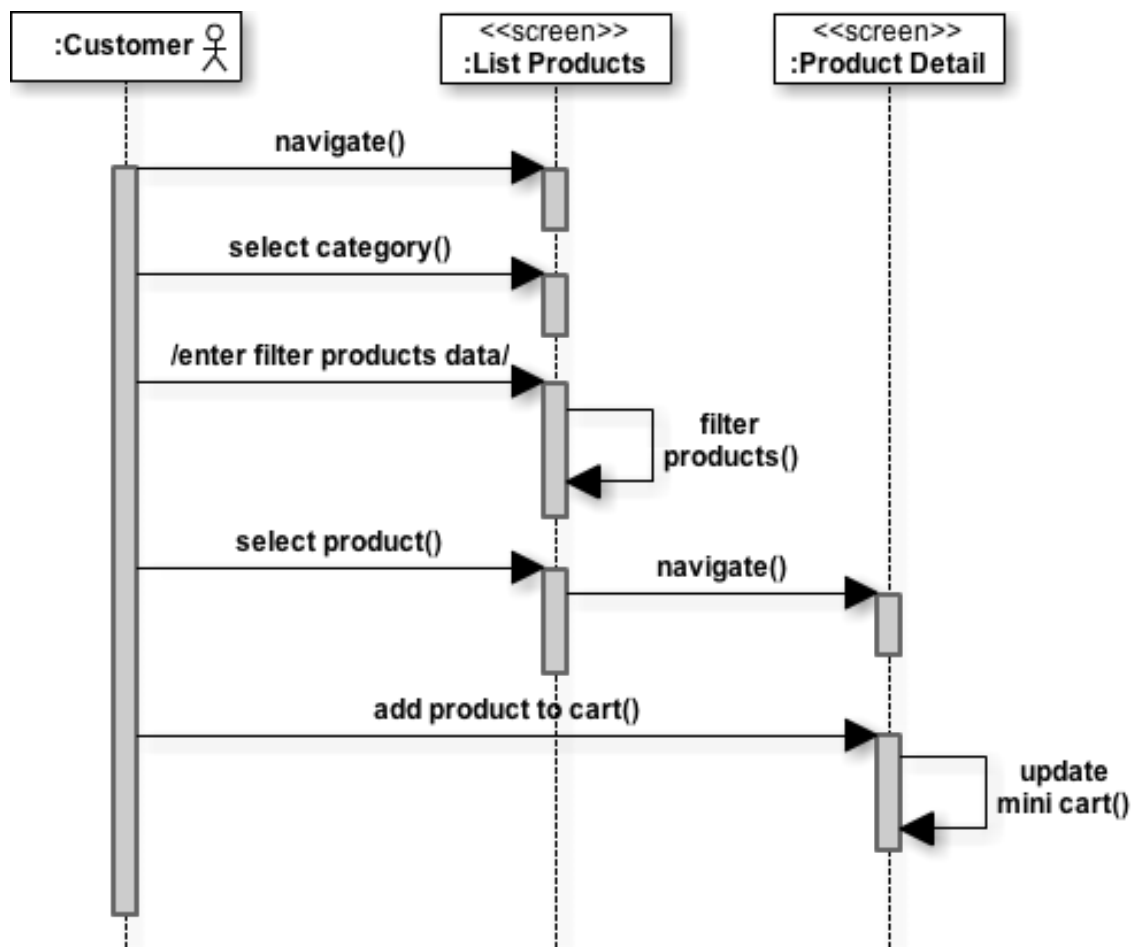 :Customer
<<screen>>
:List Products
<<screen>>
:Product Detail
navigate()
select category()
/enter filter products data/
filter
products()
select product()
navigate()
add product to cart()
update
mini cart()